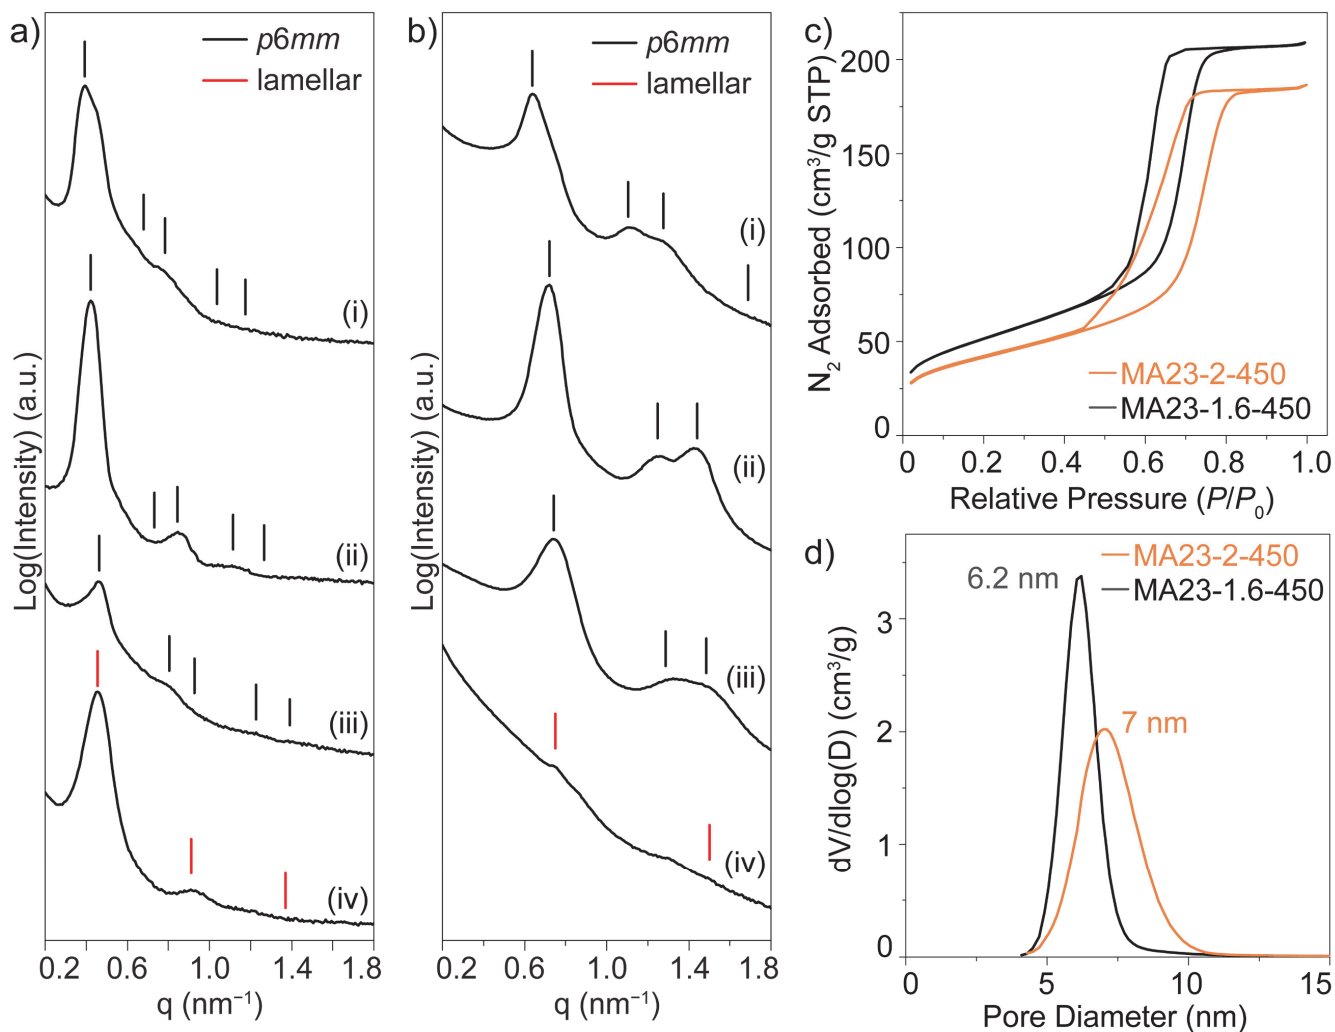 a)
p6mm
lamellar
(i)
(ii)
(iii)
(iv)
Log(Intensity) (a.u.)
0.2 0.6 1.0 1.4 1.8
q (nm⁻¹)
b)
p6mm
lamellar
(i)
(ii)
(iii)
(iv)
Log(Intensity) (a.u.)
0.2 0.6 1.0 1.4 1.8
q (nm⁻¹)
c)
N₂ Adsorbed (cm³/g STP)
200
150
100
50
0
MA23-2-450
MA23-1.6-450
0 0.2 0.4 0.6 0.8 1.0
Relative Pressure (P/P₀)
d)
MA23-2-450
MA23-1.6-450
6.2 nm
7 nm
dV/dlog(D) (cm³/g)
3
2
1
0
0 5 10 15
Pore Diameter (nm)